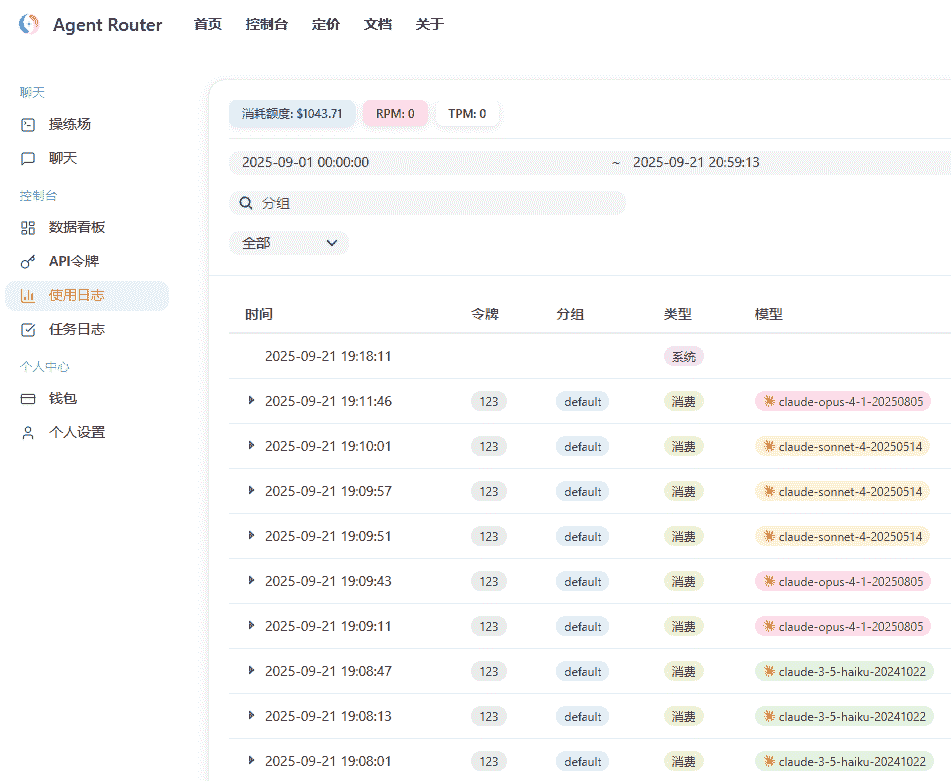 Agent Router 首页 控制台 定价 文档 关于
聊天
操练场
聊天
控制台
数据看板
API令牌
使用日志
任务日志
个人中心
钱包
个人设置
消耗额度: $1043.71 RPM: 0 TPM: 0
2025-09-01 00:00:00 ~ 2025-09-21 20:59:13
分组
全部
时间 令牌 分组 类型 模型
2025-09-21 19:18:11 系统
2025-09-21 19:11:46 123 default 消费 claude-opus-4-1-20250805
2025-09-21 19:10:01 123 default 消费 claude-sonnet-4-20250514
2025-09-21 19:09:57 123 default 消费 claude-sonnet-4-20250514
2025-09-21 19:09:51 123 default 消费 claude-sonnet-4-20250514
2025-09-21 19:09:43 123 default 消费 claude-opus-4-1-20250805
2025-09-21 19:09:11 123 default 消费 claude-opus-4-1-20250805
2025-09-21 19:08:47 123 default 消费 claude-3-5-haiku-20241022
2025-09-21 19:08:13 123 default 消费 claude-3-5-haiku-20241022
2025-09-21 19:08:01 123 default 消费 claude-3-5-haiku-20241022